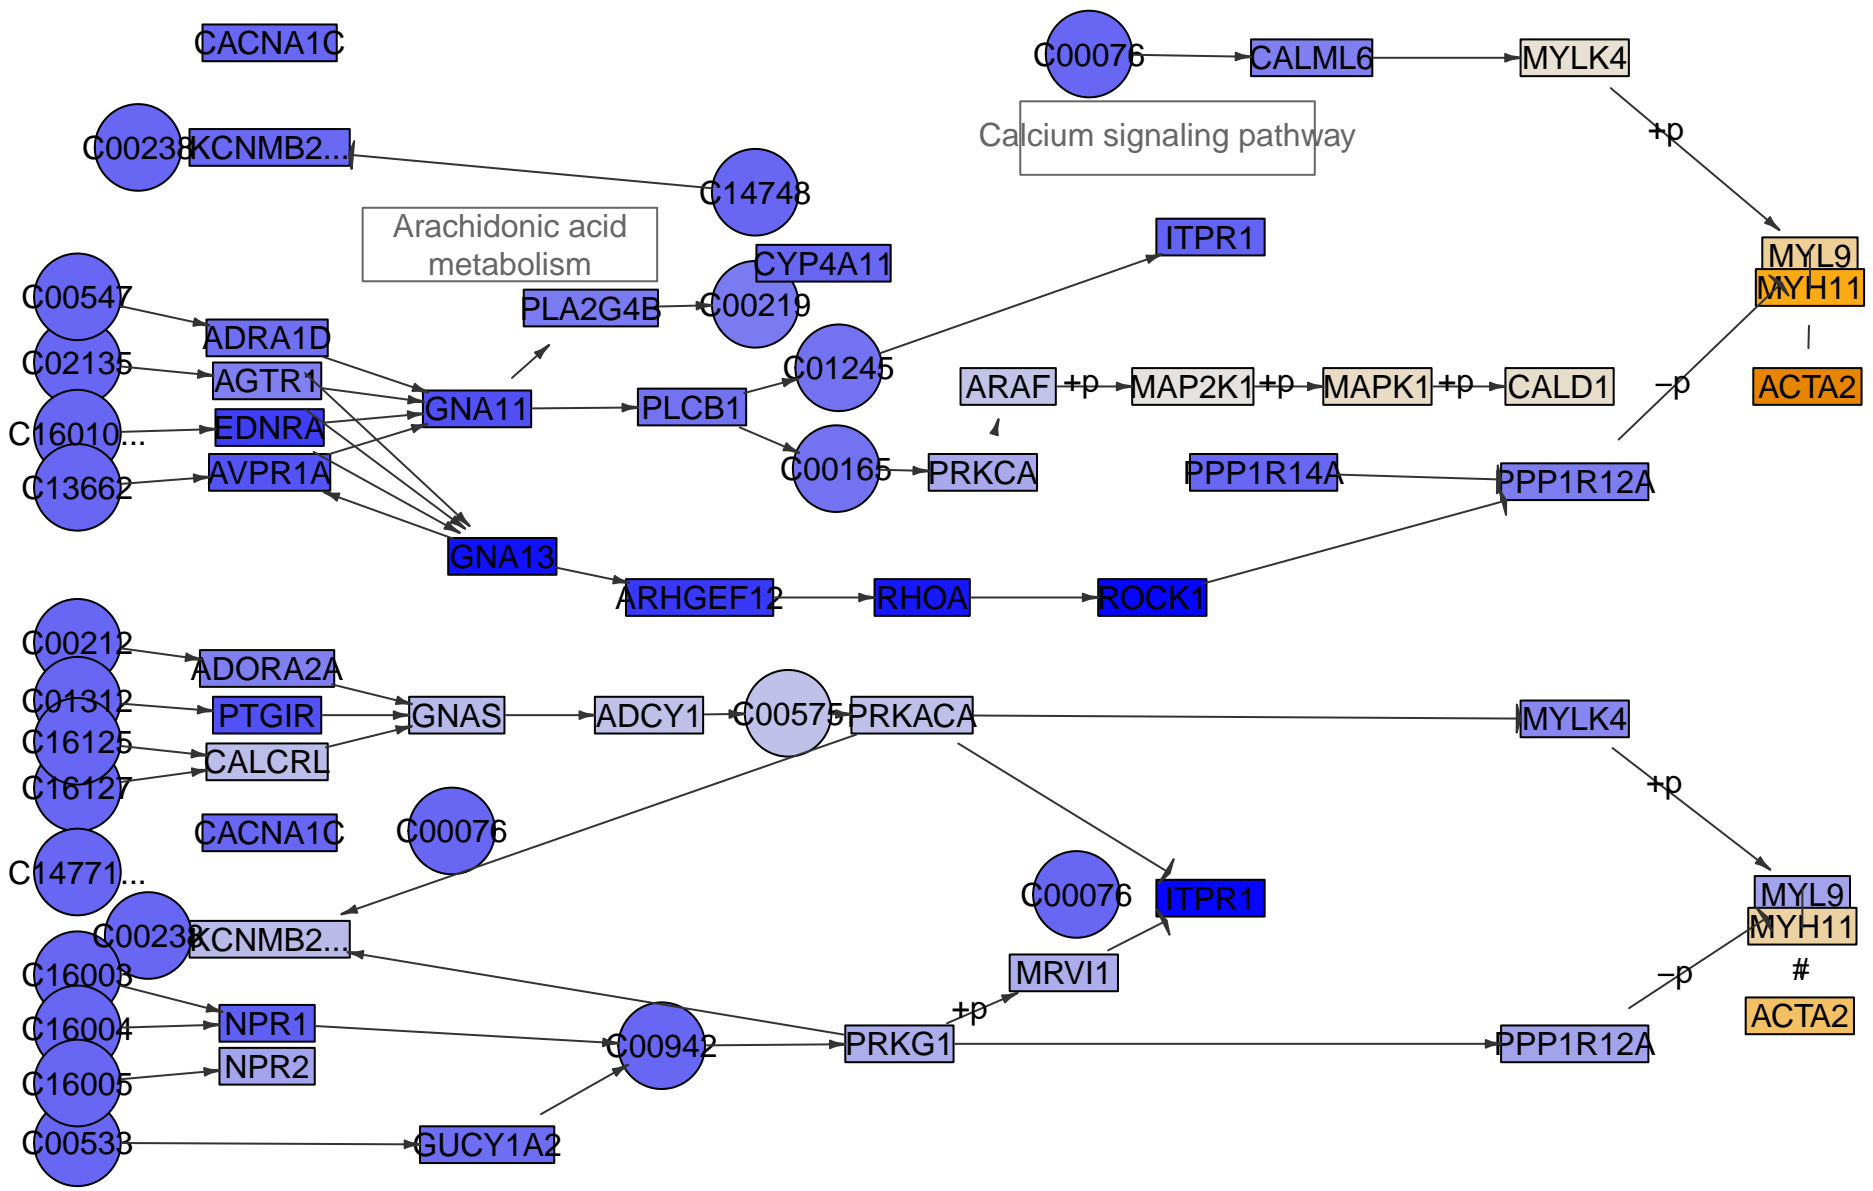 CACNA1C
C00076
CALML6
MYLK4
C00238
KCNMB2...
C14748
Calcium signaling pathway
+p
Arachidonic acid
metabolism
ITPR1
CYP4A11
MYL9
MYH11
C00547
PLA2G4B
C00219
ADRA1D
C02135
AGTR1
C01245
ARAF
+p
MAP2K1
+p
MAPK1
+p
CALD1
–p
ACTA2
GNA11
PLCB1
C16010...
EDNRA
C13662
AVPR1A
C00165
PRKCA
PPP1R14A
PPP1R12A
GNA13
ARHGEF12
RHOA
ROCK1
C00212
ADORA2A
C01312
PTGIR
GNAS
ADCY1
C00575
PRKACA
MYLK4
C16125
CALCRL
C16127
+p
CACNA1C
C00076
C14771...
C00076
ITPR1
MYL9
MYH11
C00238
KCNMB2...
C16003
MRVI1
–p
#
+p
ACTA2
C16004
NPR1
C00942
PRKG1
PPP1R12A
NPR2
C16005
C00533
GUCY1A2